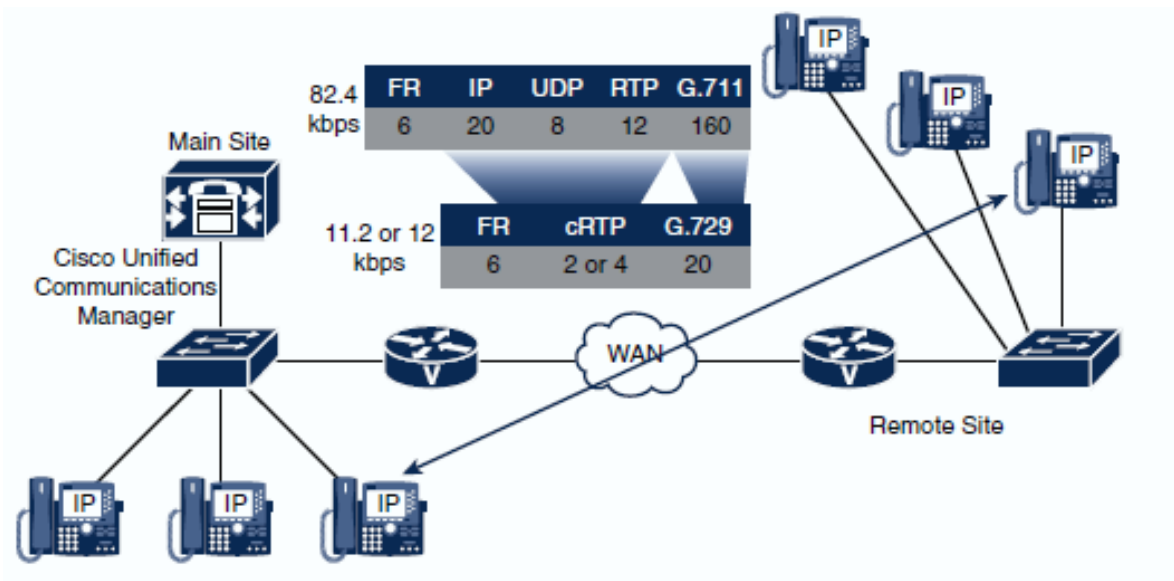 82.4
kbps
FR IP UDP RTP G.711
6 20 8 12 160
IP
IP
IP
Main Site
11.2 or 12
kbps
FR cRTP G.729
6 2 or 4 20
Cisco Unified
Communications
Manager
V
WAN
V
Remote Site
IP
IP
IP